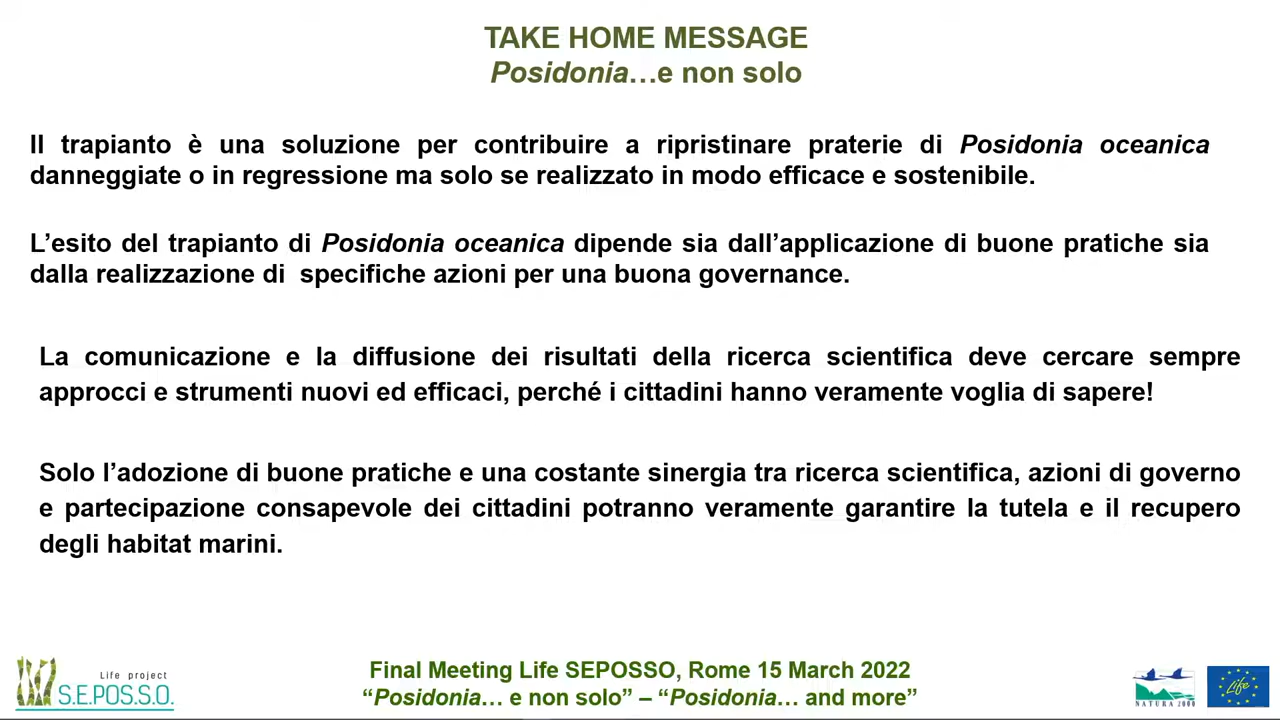 TAKE HOME MESSAGE
Posidonia…e non solo
Il trapianto è una soluzione per contribuire a ripristinare praterie di Posidonia oceanica
danneggiate o in regressione ma solo se realizzato in modo efficace e sostenibile.
L’esito del trapianto di Posidonia oceanica dipende sia dall’applicazione di buone pratiche sia
dalla realizzazione di specifiche azioni per una buona governance.
La comunicazione e la diffusione dei risultati della ricerca scientifica deve cercare sempre
approcci e strumenti nuovi ed efficaci, perché i cittadini hanno veramente voglia di sapere!
Solo l’adozione di buone pratiche e una costante sinergia tra ricerca scientifica, azioni di governo
e partecipazione consapevole dei cittadini potranno veramente garantire la tutela e il recupero
degli habitat marini.
Life project
S.E.POS.S.O.
Final Meeting Life SEPOSSO, Rome 15 March 2022
“Posidonia… e non solo” – “Posidonia… and more”
NATURA 2000
Life